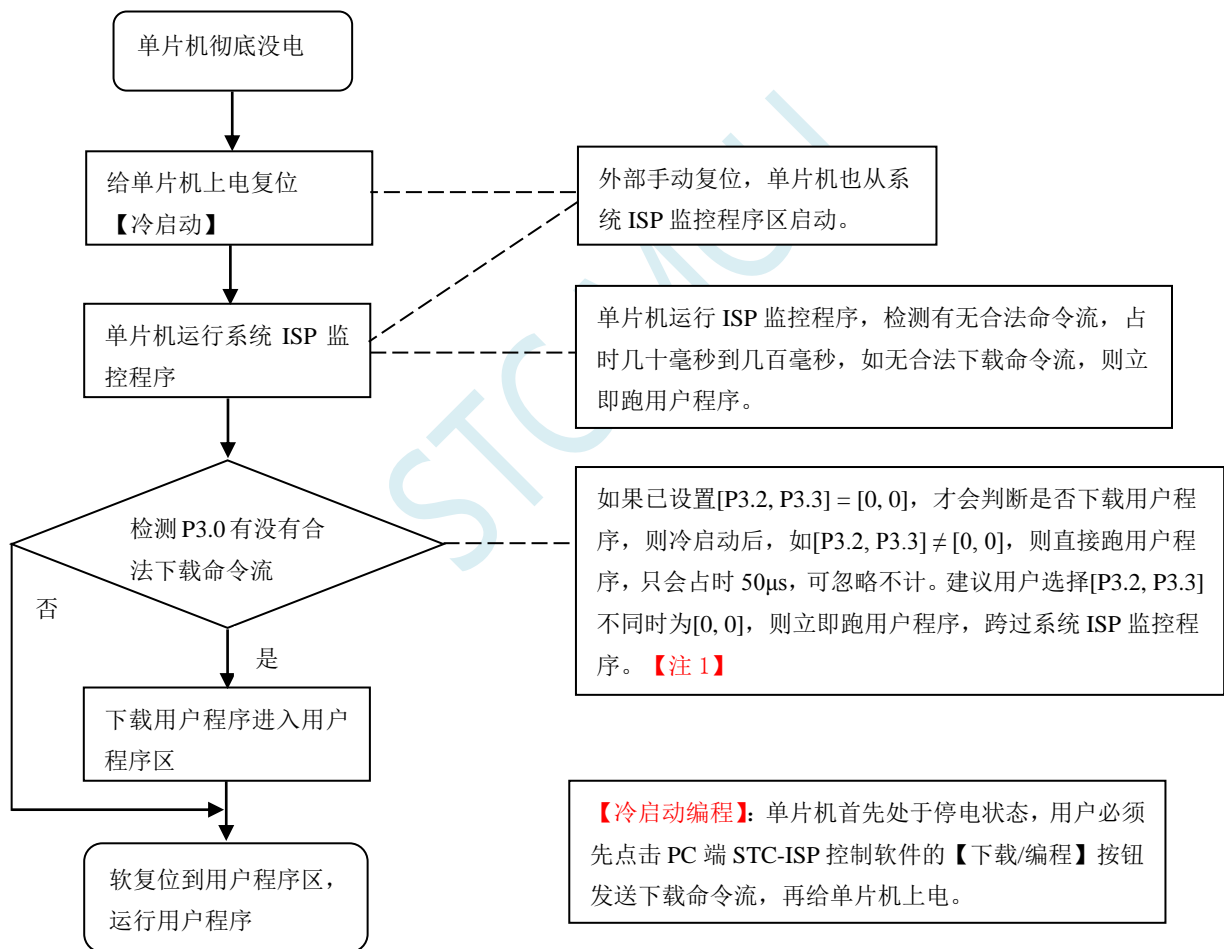 单片机彻底没电
给单片机上电复位
【冷启动】
外部手动复位，单片机也从系
统 ISP 监控程序区启动。
单片机运行系统 ISP 监
控程序
单片机运行 ISP 监控程序，检测有无合法命令流，占
时几十毫秒到几百毫秒，如无合法下载命令流，则立
即跑用户程序。
检测 P3.0 有没有合
法下载命令流
如果已设置[P3.2, P3.3] = [0, 0]，才会判断是否下载用户程
序，则冷启动后，如[P3.2, P3.3] ≠ [0, 0]，则直接跑用户程
序，只会占时 50μs，可忽略不计。建议用户选择[P3.2, P3.3]
不同时为[0, 0]，则立即跑用户程序，跨过系统 ISP 监控程
序。【注 1】
否
是
下载用户程序进入用户
程序区
【冷启动编程】：单片机首先处于停电状态，用户必须
先点击 PC 端 STC-ISP 控制软件的【下载/编程】按钮
发送下载命令流，再给单片机上电。
软复位到用户程序区，
运行用户程序
STC MCU